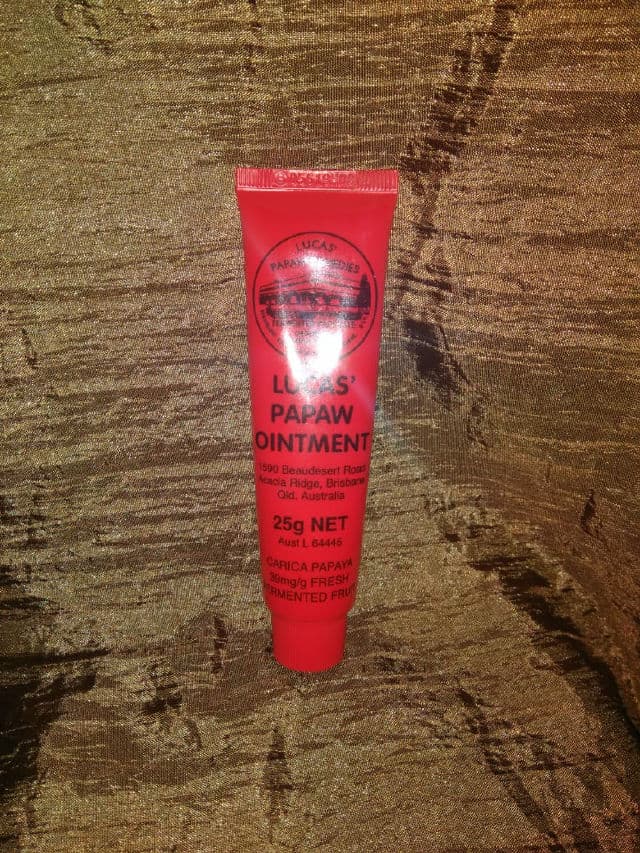 LUCAS'
PAPAW REMEDIES
LUCAS'
PAPAW
OINTMENT
1590 Beaudesert Road
Acacia Ridge, Brisbane
Qld. Australia
25g NET
Aust L 64446
CARICA PAPAYA
39mg/g FRESH
FERMENTED FRUIT